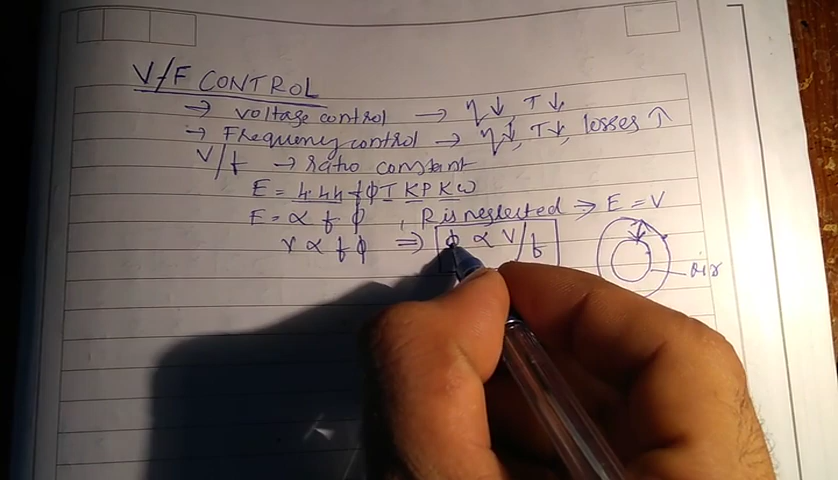 V/F CONTROL
→ voltage control → η↓, T↓
→ Frequency control → η↓, T↓, losses ↑
V/f → ratio constant
E = 4.44 f ϕ T KP Kw
E = ∝ f ϕ , R is neglected ⇒ E = V
V ∝ f ϕ ⇒ ϕ ∝ V/f
air